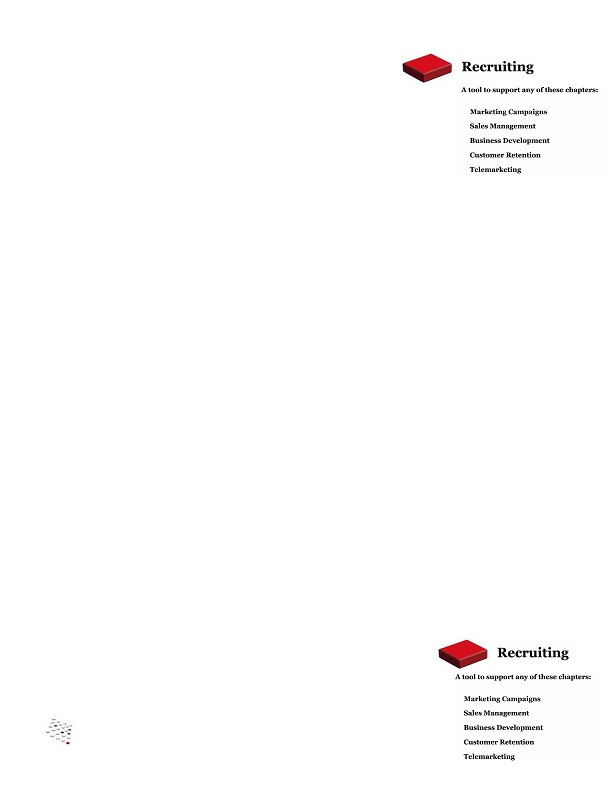 Recruiting
A tool to support any of these chapters:
Marketing Campaigns
Sales Management
Business Development
Customer Retention
Telemarketing
Recruiting
A tool to support any of these chapters:
Marketing Campaigns
Sales Management
Business Development
Customer Retention
Telemarketing